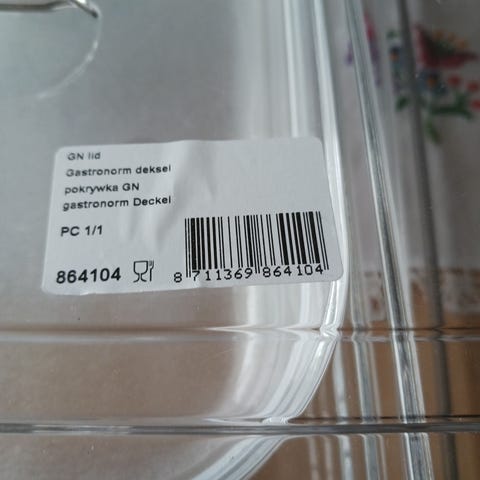 GN lid
Gastronorm deksel
pokrywka GN
gastronorm Deckel
PC 1/1
864104
8 711369 864104